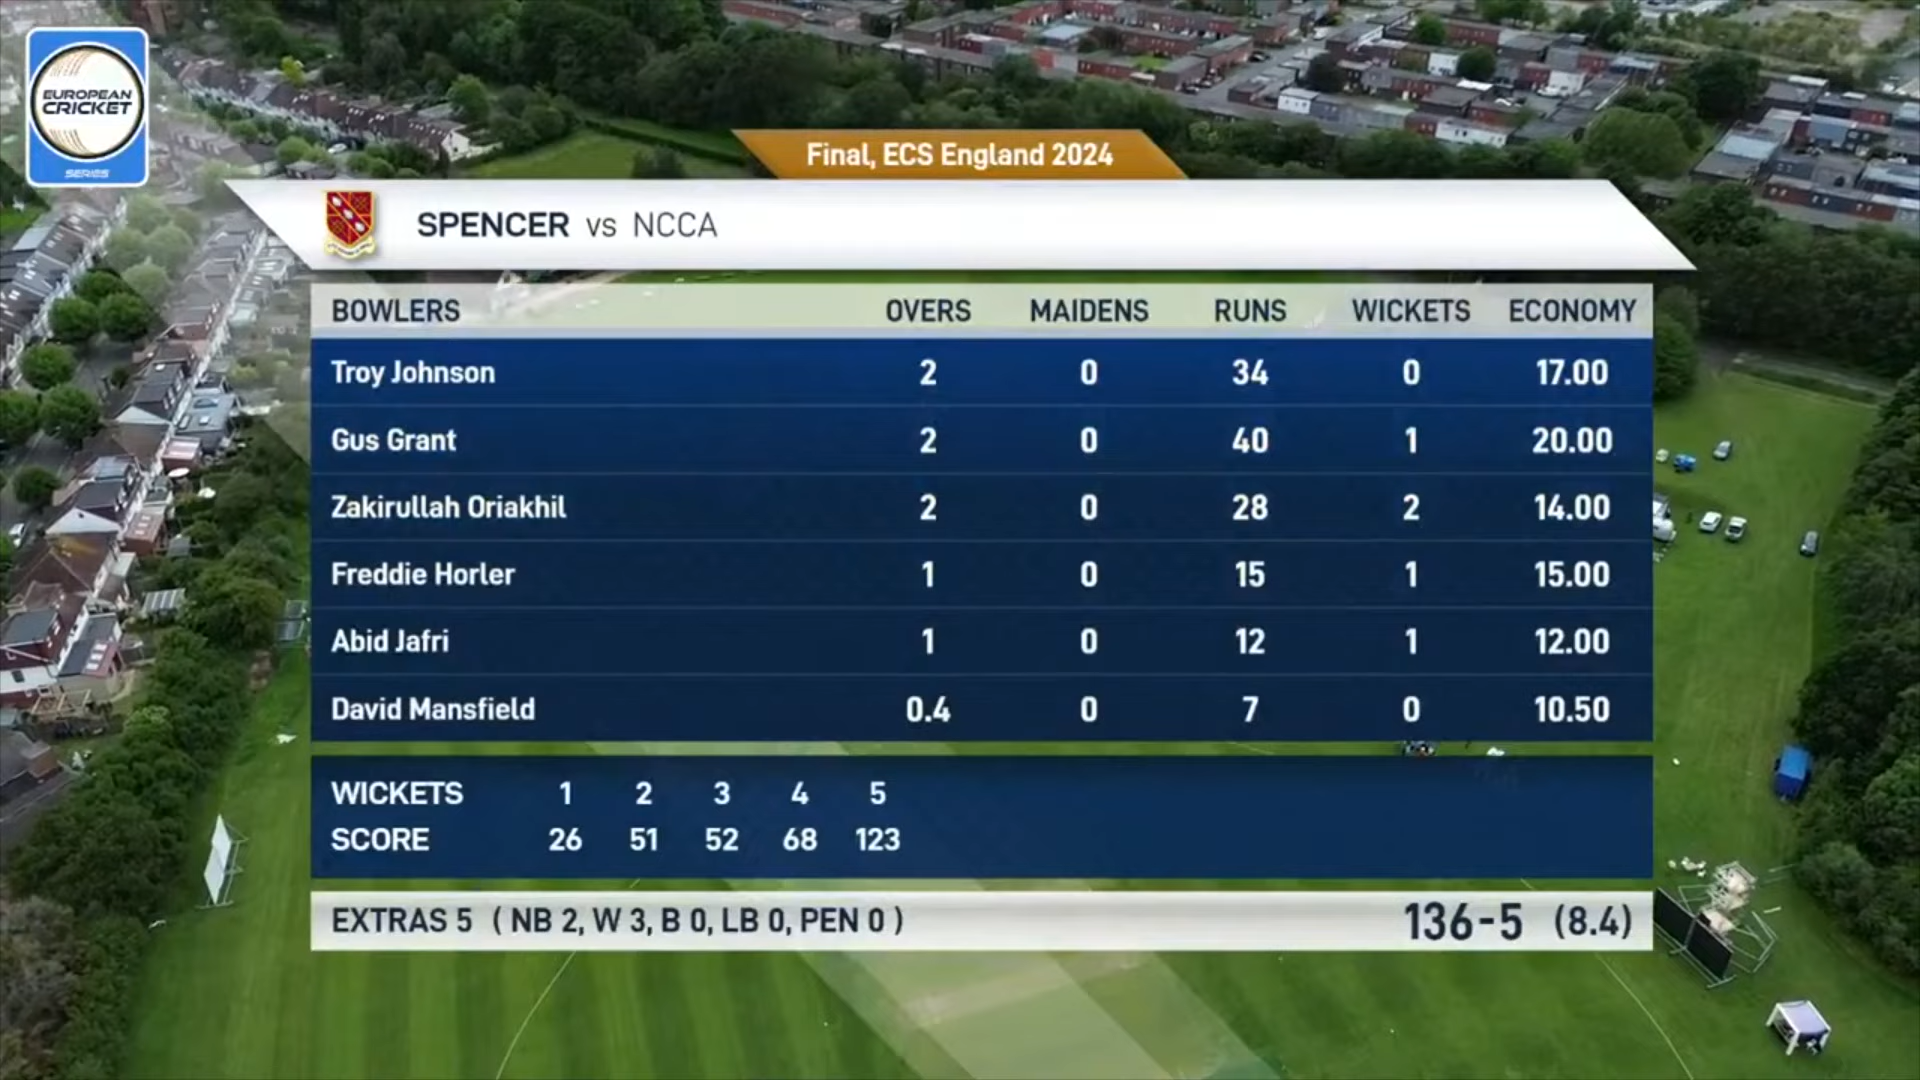 EUROPEAN
CRICKET
SERIES
Final, ECS England 2024
SPENCER vs NCCA
BOWLERS OVERS MAIDENS RUNS WICKETS ECONOMY
Troy Johnson 2 0 34 0 17.00
Gus Grant 2 0 40 1 20.00
Zakirullah Oriakhil 2 0 28 2 14.00
Freddie Horler 1 0 15 1 15.00
Abid Jafri 1 0 12 1 12.00
David Mansfield 0.4 0 7 0 10.50
WICKETS 1 2 3 4 5
SCORE 26 51 52 68 123
EXTRAS 5 ( NB 2, W 3, B 0, LB 0, PEN 0 ) 136-5 (8.4)